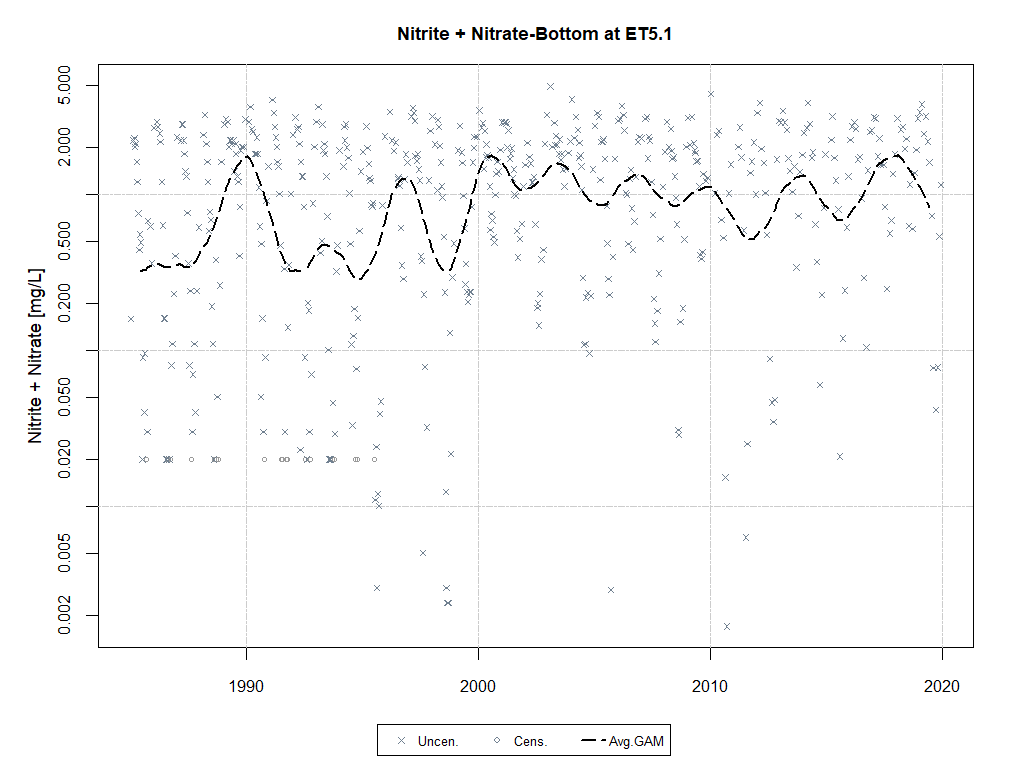 Nitrite + Nitrate-Bottom at ET5.1
Nitrite + Nitrate [mg/L]
5.000
2.000
0.500
0.200
0.050
0.020
0.005
0.002
1990 2000 2010 2020
Uncen. Cens. Avg.GAM